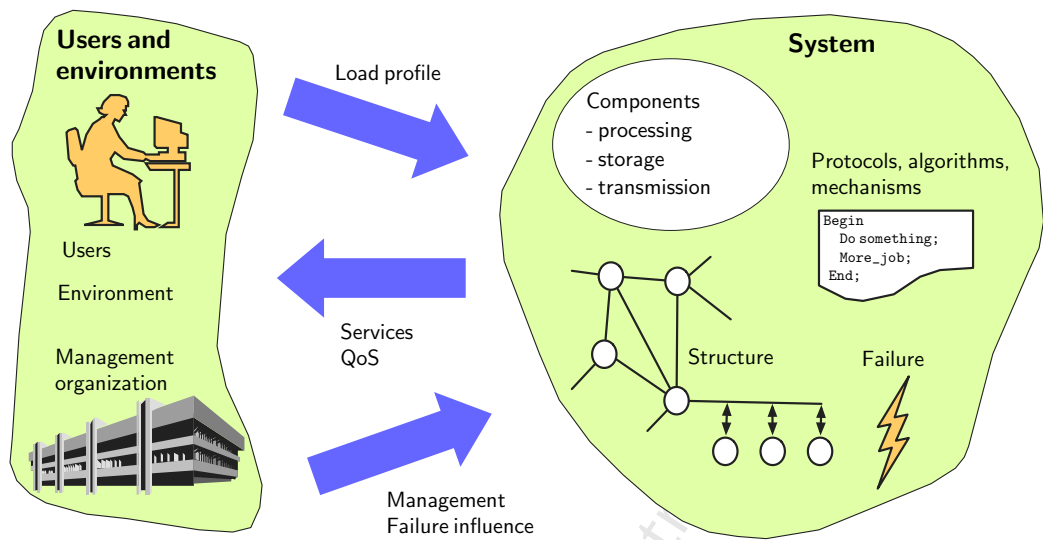 Users and
environments
Users
Environment
Management
organization
Load profile
Services
QoS
Management
Failure influence
System
Components
- processing
- storage
- transmission
Protocols, algorithms,
mechanisms
Begin
Do something;
More_job;
End;
Structure
Failure